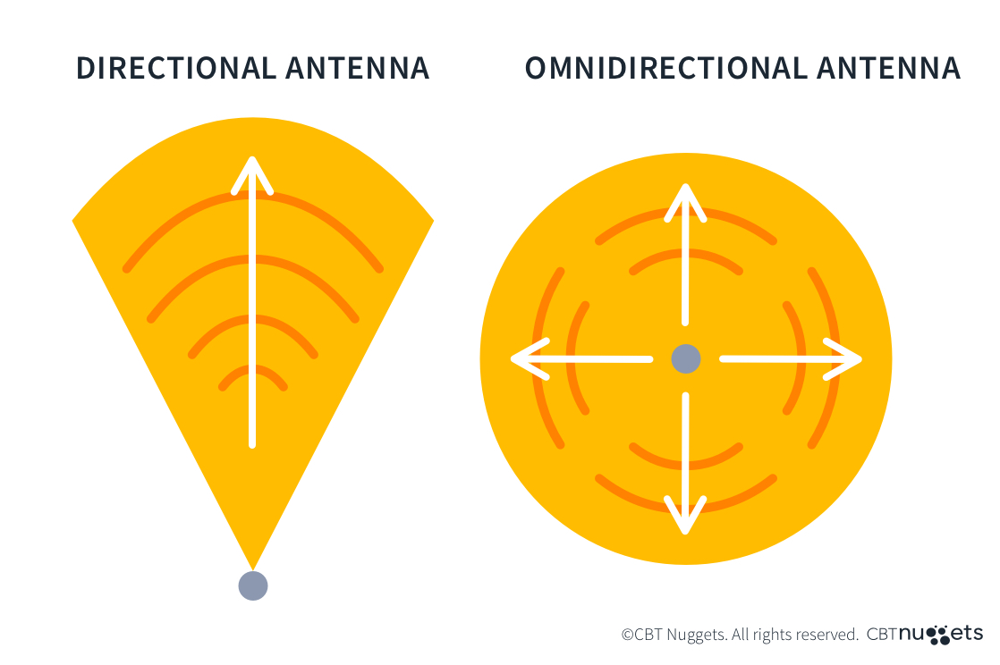 DIRECTIONAL ANTENNA
OMNIDIRECTIONAL ANTENNA
©CBT Nuggets. All rights reserved. CBTnuggets